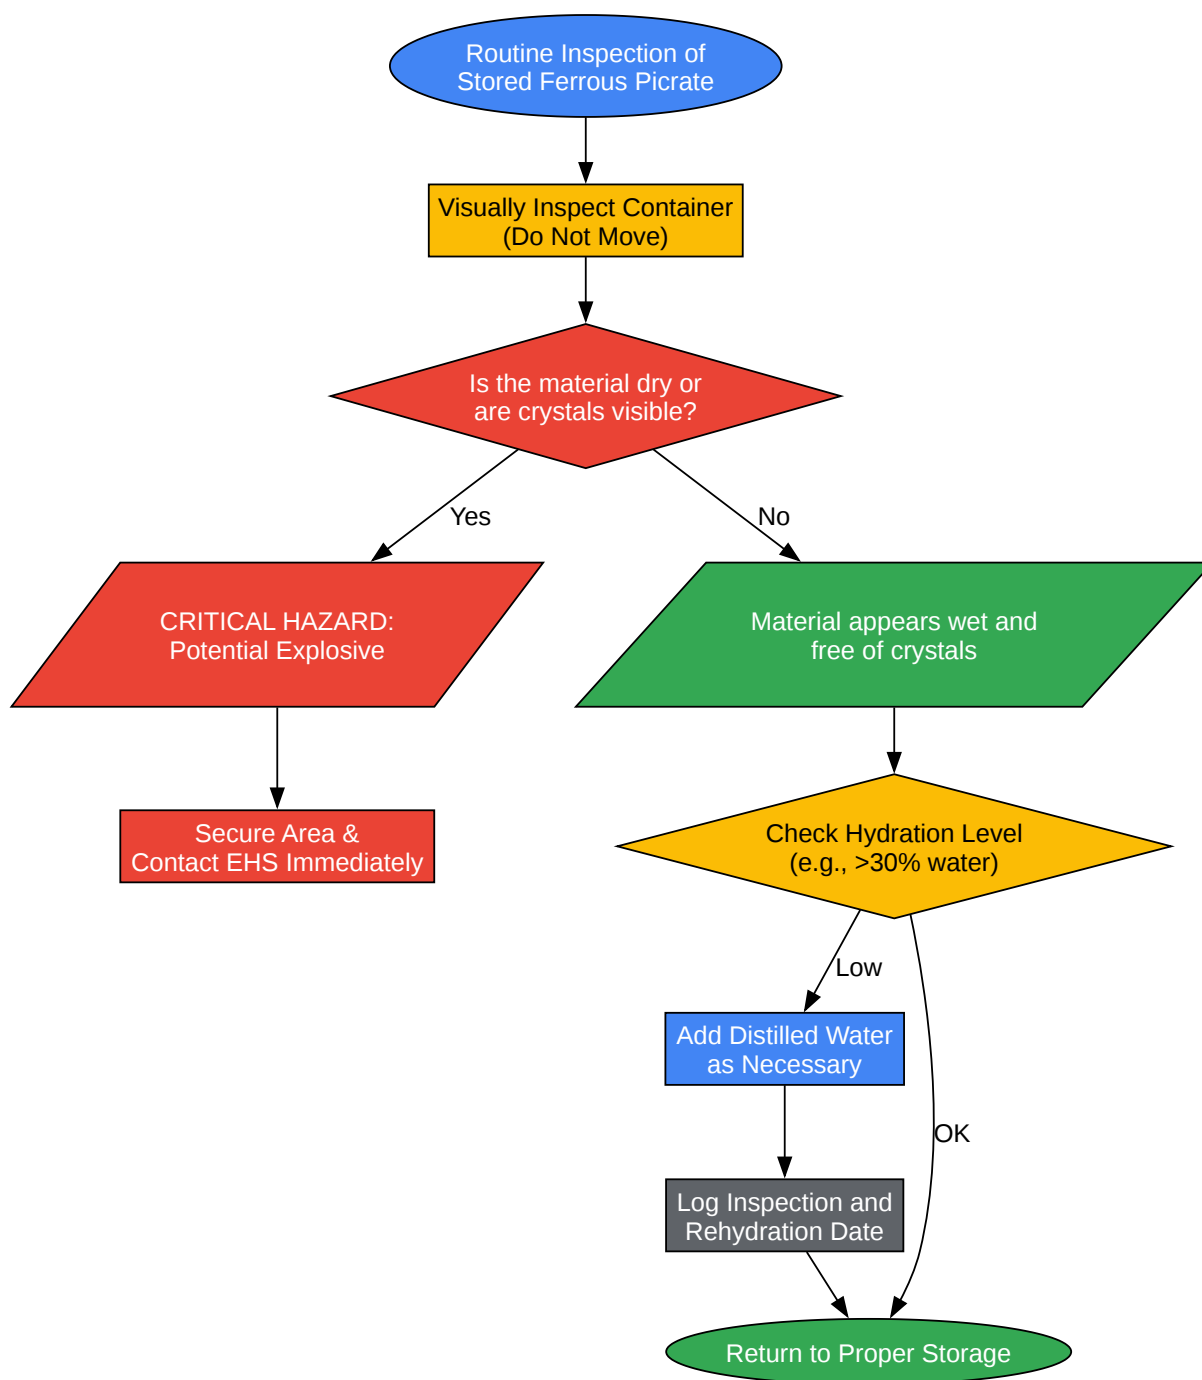 Routine Inspection of
Stored Ferrous Picrate
Visually Inspect Container
(Do Not Move)
Is the material dry or
are crystals visible?
Yes
No
CRITICAL HAZARD:
Potential Explosive
Material appears wet and
free of crystals
Secure Area &
Contact EHS Immediately
Check Hydration Level
(e.g., >30% water)
Low
Add Distilled Water
as Necessary
OK
Log Inspection and
Rehydration Date
Return to Proper Storage